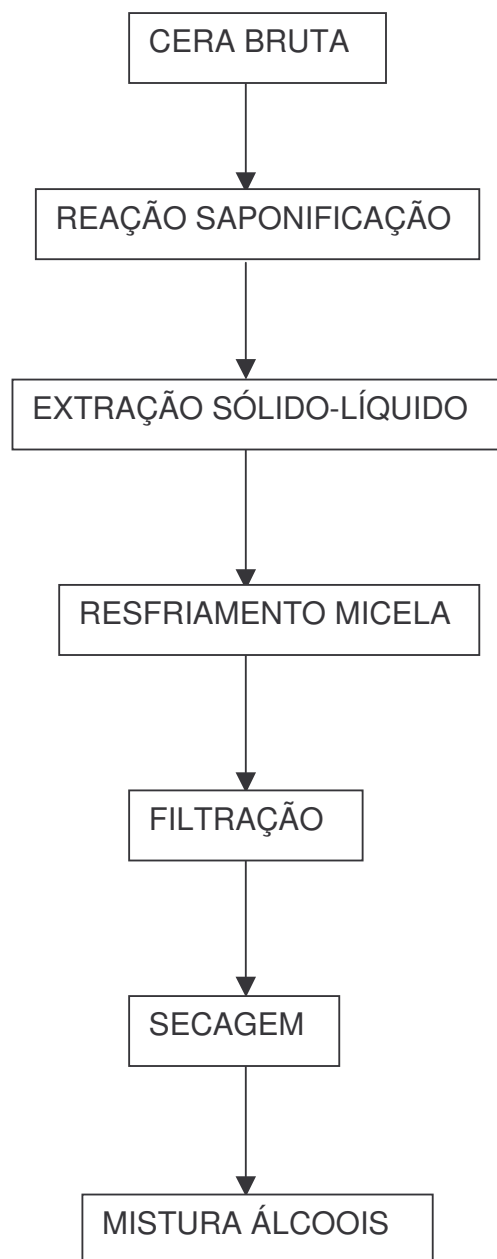 CERA BRUTA
REAÇÃO SAPONIFICAÇÃO
EXTRAÇÃO SÓLIDO-LÍQUIDO
RESFRIAMENTO MICELA
FILTRAÇÃO
SECAGEM
MISTURA ÁLCOOIS